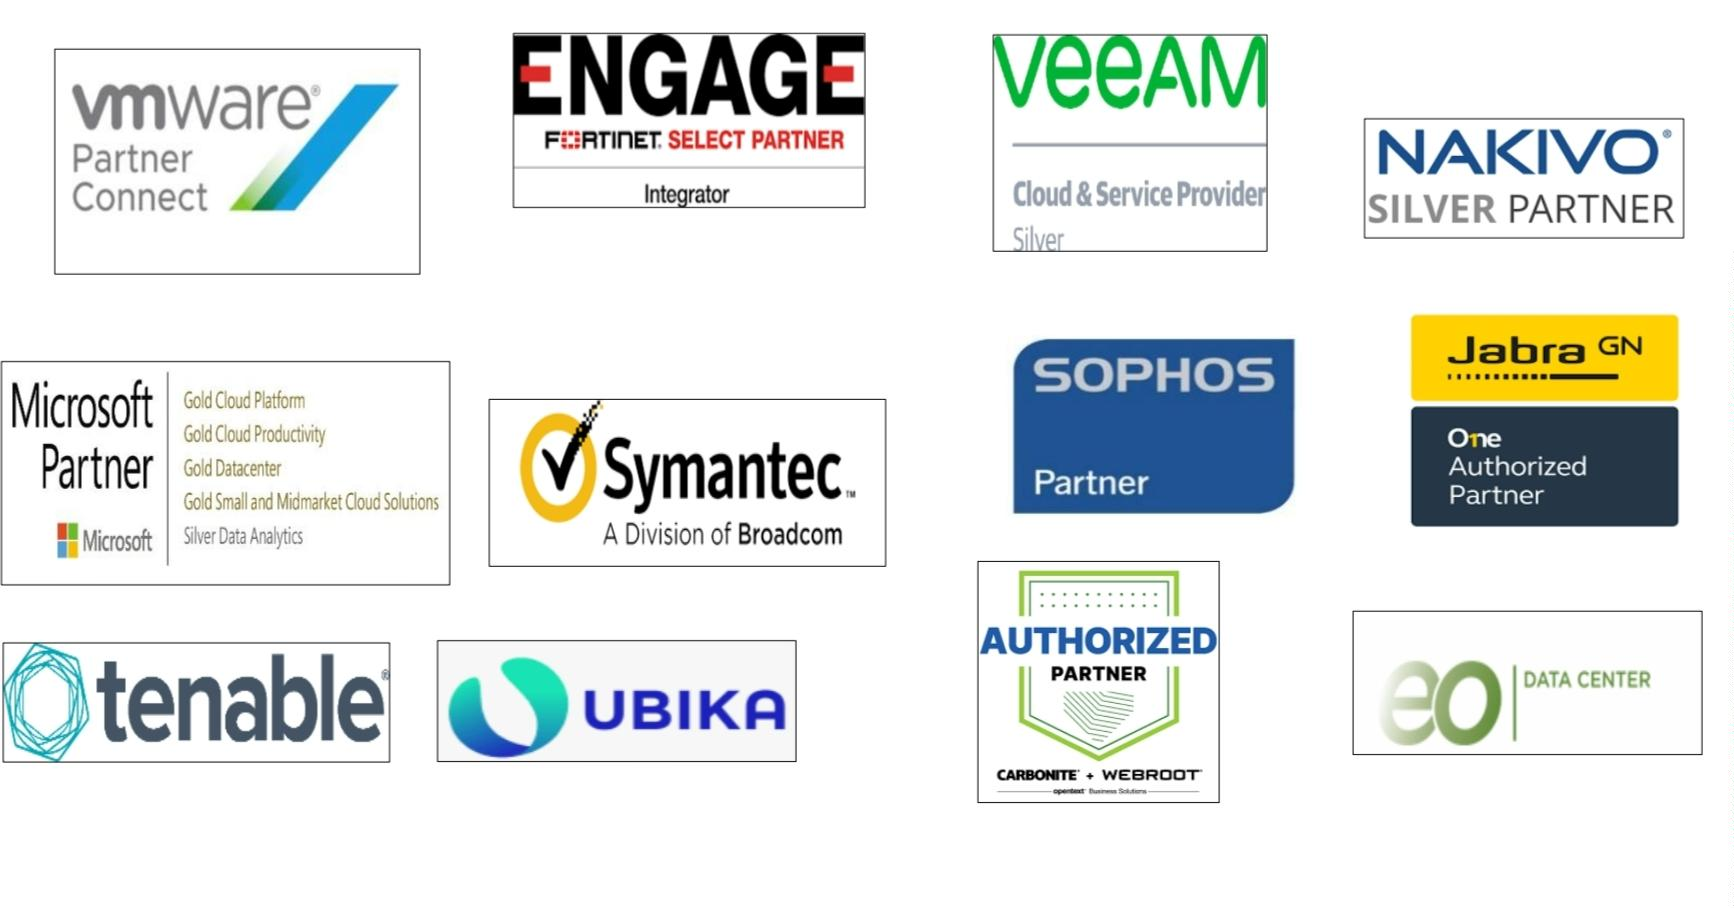 vmware®
Partner
Connect
ENGAGE
FORTINET® SELECT PARTNER
Integrator
veeAM
Cloud & Service Provider
Silver
NAKIVO®
SILVER PARTNER
Microsoft
Partner
Microsoft
Gold Cloud Platform
Gold Cloud Productivity
Gold Datacenter
Gold Small and Midmarket Cloud Solutions
Silver Data Analytics
Symantec™
A Division of Broadcom
SOPHOS
Partner
Jabra GN
One
Authorized
Partner
tenable®
UBIKA
AUTHORIZED
PARTNER
CARBONITE® + WEBROOT®
opentext™ Business Solutions
eo
DATA CENTER